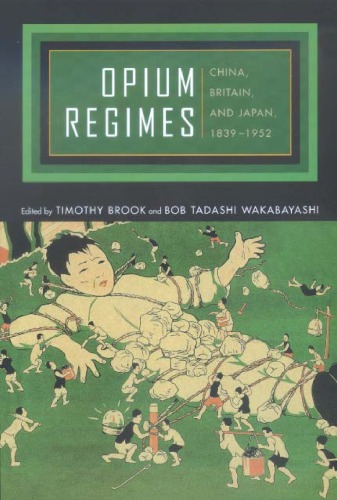 OPIUM
REGIMES
CHINA,
BRITAIN,
AND JAPAN,
1839–1952
Edited by TIMOTHY BROOK and BOB TADASHI WAKABAYASHI